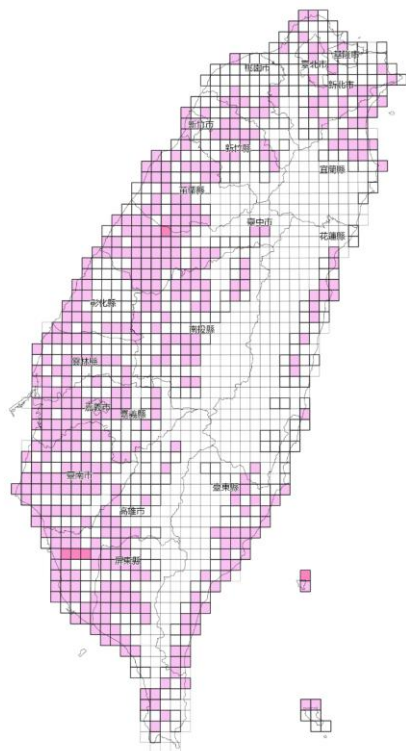 基隆市
臺北市
桃園市
新北市
新竹市
新竹縣
宜蘭縣
苗栗縣
臺中市
花蓮縣
彰化縣
南投縣
雲林縣
嘉義市
嘉義縣
臺南市
臺東縣
高雄市
屏東縣